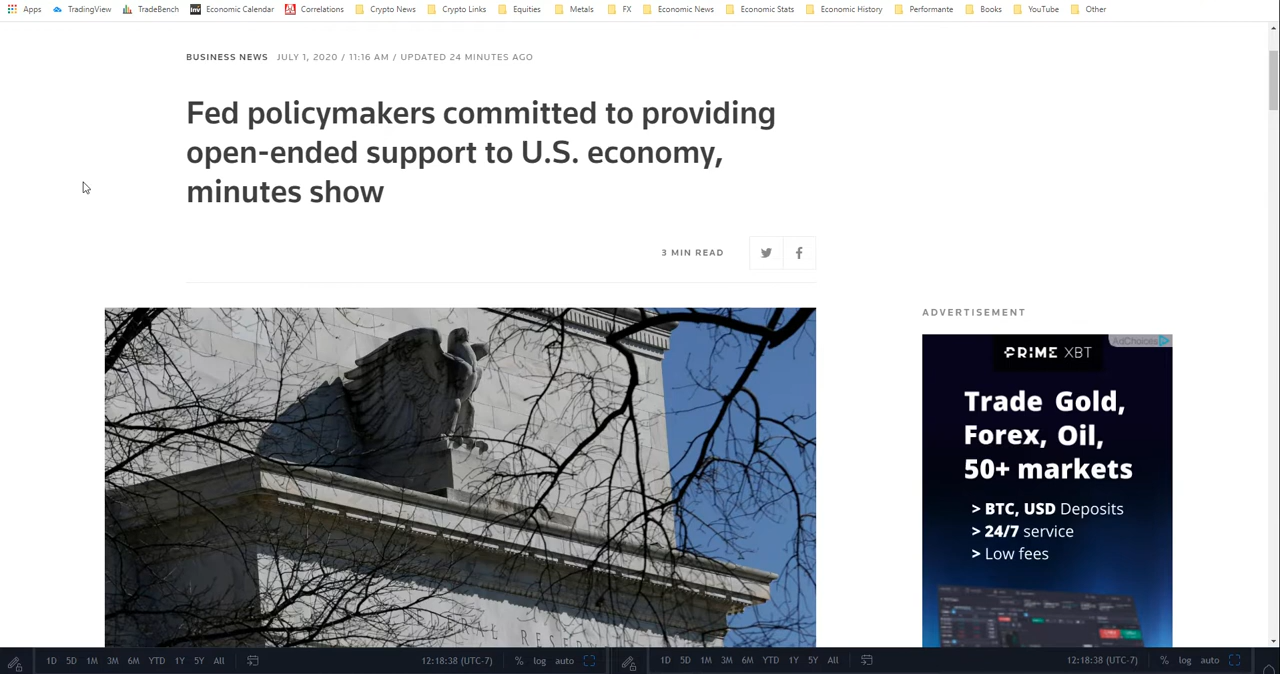 Apps TradingView TradeBench inv Economic Calendar Correlations Crypto News Crypto Links Equities Metals FX Economic News Economic Stats Economic History Performante Books YouTube Other
BUSINESS NEWS JULY 1, 2020 / 11:16 AM / UPDATED 24 MINUTES AGO
Fed policymakers committed to providing
open-ended support to U.S. economy,
minutes show
3 MIN READ
ADVERTISEMENT
PRIME XBT
AdChoices
Trade Gold,
Forex, Oil,
50+ markets
> BTC, USD Deposits
> 24/7 service
> Low fees
1D 5D 1M 3M 6M YTD 1Y 5Y All 12:18:38 (UTC-7) % log auto 1D 5D 1M 3M 6M YTD 1Y 5Y All 12:18:38 (UTC-7) % log auto